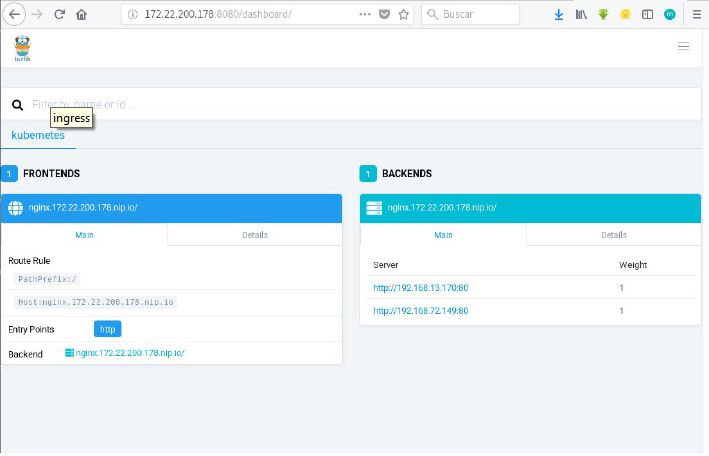 172.22.200.178:8080/dashboard/
Buscar
træfik
Filter by name or id ...
ingress
kubernetes
1 FRONTENDS
nginx.172.22.200.178.nip.io/
Main Details
Route Rule
PathPrefix:/
Host:nginx.172.22.200.178.nip.io
Entry Points http
Backend nginx.172.22.200.178.nip.io/
1 BACKENDS
nginx.172.22.200.178.nip.io/
Main Details
Server Weight
http://192.168.13.170:80 1
http://192.168.72.149:80 1